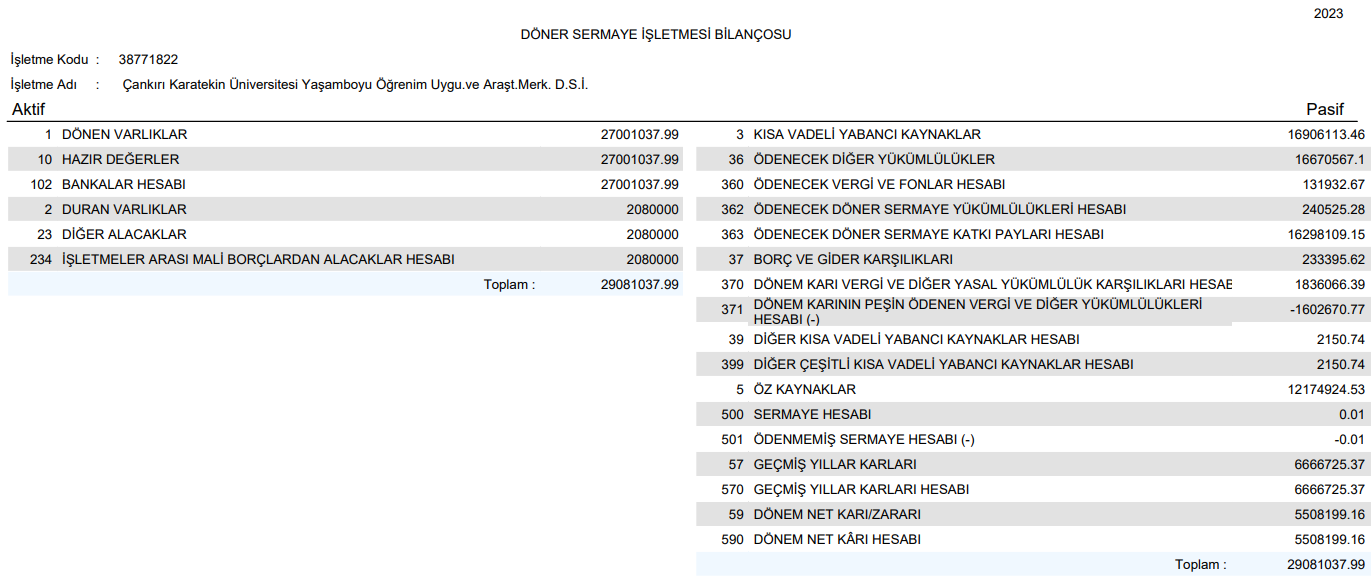 2023
DÖNER SERMAYE İŞLETMESİ BİLANÇOSU
İşletme Kodu : 38771822
İşletme Adı : Çankırı Karatekin Üniversitesi Yaşamboyu Öğrenim Uygu.ve Araşt.Merk. D.S.İ.
Aktif
Pasif
1 DÖNEN VARLIKLAR 27001037.99
10 HAZIR DEĞERLER 27001037.99
102 BANKALAR HESABI 27001037.99
2 DURAN VARLIKLAR 2080000
23 DİĞER ALACAKLAR 2080000
234 İŞLETMELER ARASI MALİ BORÇLARDAN ALACAKLAR HESABI 2080000
Toplam : 29081037.99
3 KISA VADELİ YABANCI KAYNAKLAR 16906113.46
36 ÖDENECEK DİĞER YÜKÜMLÜLÜKLER 16670567.1
360 ÖDENECEK VERGİ VE FONLAR HESABI 131932.67
362 ÖDENECEK DÖNER SERMAYE YÜKÜMLÜLÜKLERİ HESABI 240525.28
363 ÖDENECEK DÖNER SERMAYE KATKI PAYLARI HESABI 16298109.15
37 BORÇ VE GİDER KARŞILIKLARI 233395.62
370 DÖNEM KARI VERGİ VE DİĞER YASAL YÜKÜMLÜLÜK KARŞILIKLARI HESAB 1836066.39
371 DÖNEM KARININ PEŞİN ÖDENEN VERGİ VE DİĞER YÜKÜMLÜLÜKLERİ
HESABI (-) -1602670.77
39 DİĞER KISA VADELİ YABANCI KAYNAKLAR HESABI 2150.74
399 DİĞER ÇEŞİTLİ KISA VADELİ YABANCI KAYNAKLAR HESABI 2150.74
5 ÖZ KAYNAKLAR 12174924.53
500 SERMAYE HESABI 0.01
501 ÖDENMEMİŞ SERMAYE HESABI (-) -0.01
57 GEÇMİŞ YILLAR KARLARI 6666725.37
570 GEÇMİŞ YILLAR KARLARI HESABI 6666725.37
59 DÖNEM NET KARI/ZARARI 5508199.16
590 DÖNEM NET KÂRI HESABI 5508199.16
Toplam : 29081037.99